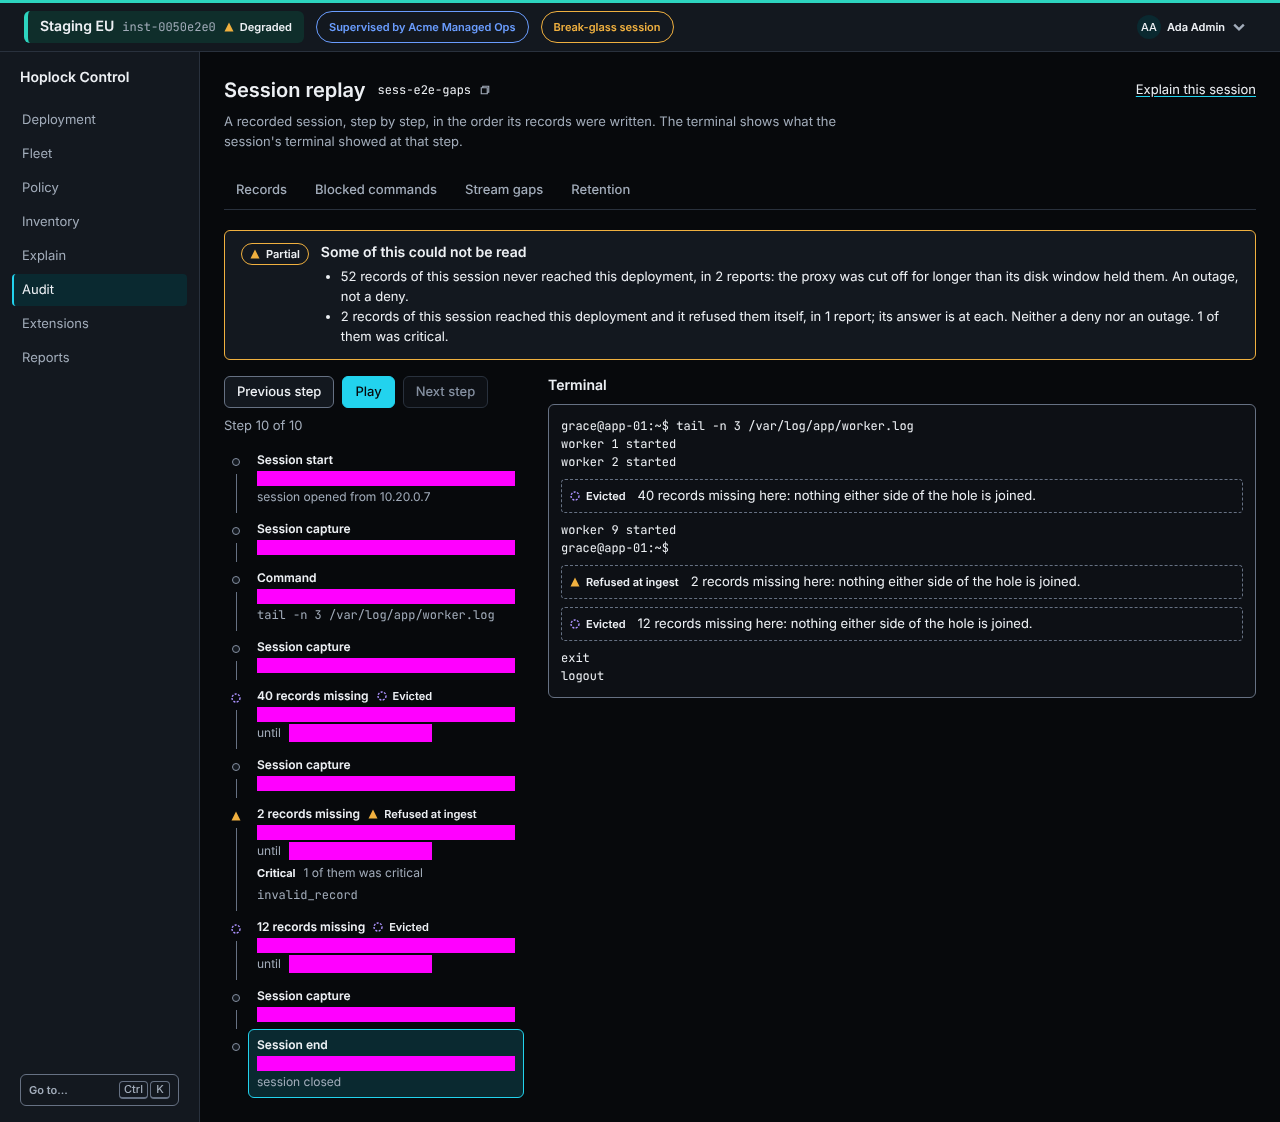 Staging EU inst-0050e2e0 Degraded
Supervised by Acme Managed Ops
Break-glass session
AA Ada Admin
Hoplock Control
Deployment
Fleet
Policy
Inventory
Explain
Audit
Extensions
Reports
Go to...
Ctrl K
Session replay sess-e2e-gaps
Explain this session
A recorded session, step by step, in the order its records were written. The terminal shows what the
session's terminal showed at that step.
Records
Blocked commands
Stream gaps
Retention
Partial
Some of this could not be read
• 52 records of this session never reached this deployment, in 2 reports: the proxy was cut off for longer than its disk window held them. An outage,
not a deny.
• 2 records of this session reached this deployment and it refused them itself, in 1 report; its answer is at each. Neither a deny nor an outage. 1 of
them was critical.
Previous step
Play
Next step
Step 10 of 10
Session start
session opened from 10.20.0.7
Session capture
Command
tail -n 3 /var/log/app/worker.log
Session capture
40 records missing Evicted
until
Session capture
2 records missing Refused at ingest
until
Critical 1 of them was critical
invalid_record
12 records missing Evicted
until
Session capture
Session end
session closed
Terminal
grace@app-01:~$ tail -n 3 /var/log/app/worker.log
worker 1 started
worker 2 started
Evicted 40 records missing here: nothing either side of the hole is joined.
worker 9 started
grace@app-01:~$
Refused at ingest 2 records missing here: nothing either side of the hole is joined.
Evicted 12 records missing here: nothing either side of the hole is joined.
exit
logout